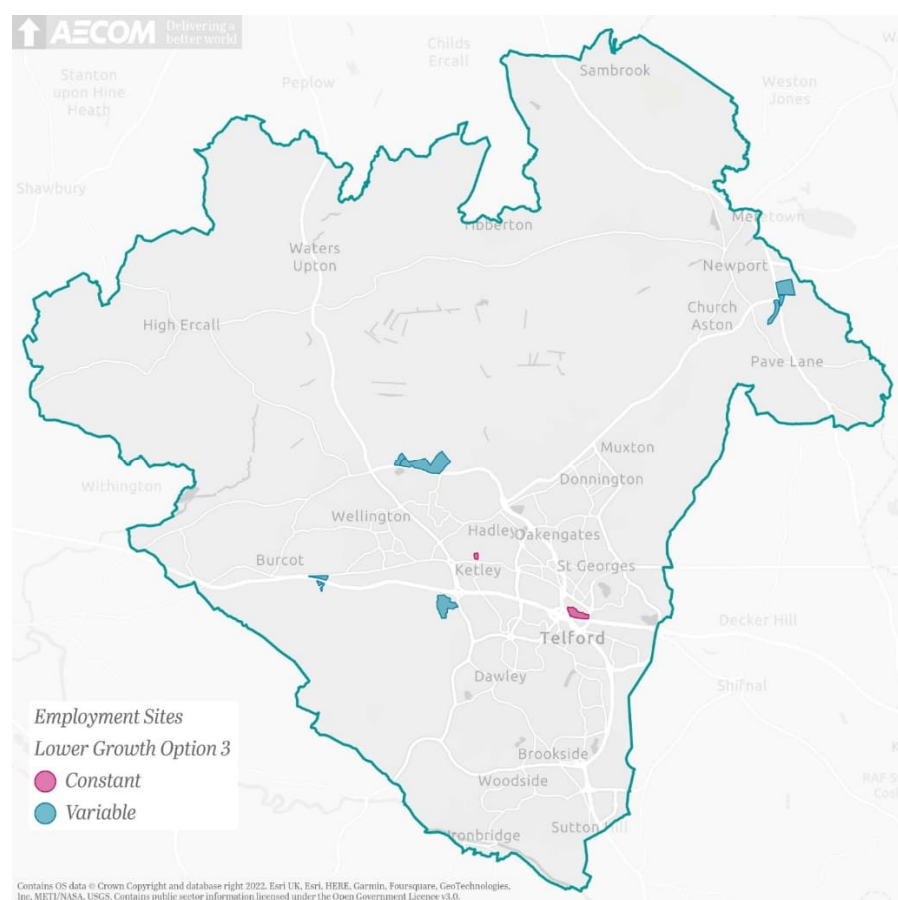 AECOM Delivering a
better world
Childs
Ercall
Sambrook
Stanton
upon Hine
Heath
Peplow
Weston
Jones
Shawbury
Meretown
Tibberton
Waters
Upton
Newport
High Ercall
Church
Aston
Pave Lane
Muxton
Withington
Donnington
Wellington
Hadley
Oakengates
Burcot
Ketley
St Georges
Decker Hill
Telford
Dawley
Shifnal
Employment Sites
Lower Growth Option 3
Constant
Variable
Brookside
Woodside
RAF
Sutton Hill
Ironbridge
Contains OS data © Crown Copyright and database right 2022. Esri UK, Esri, HERE, Garmin, Foursquare, GeoTechnologies,
Inc, METI/NASA, USGS. Contains public sector information licensed under the Open Government Licence v3.0.